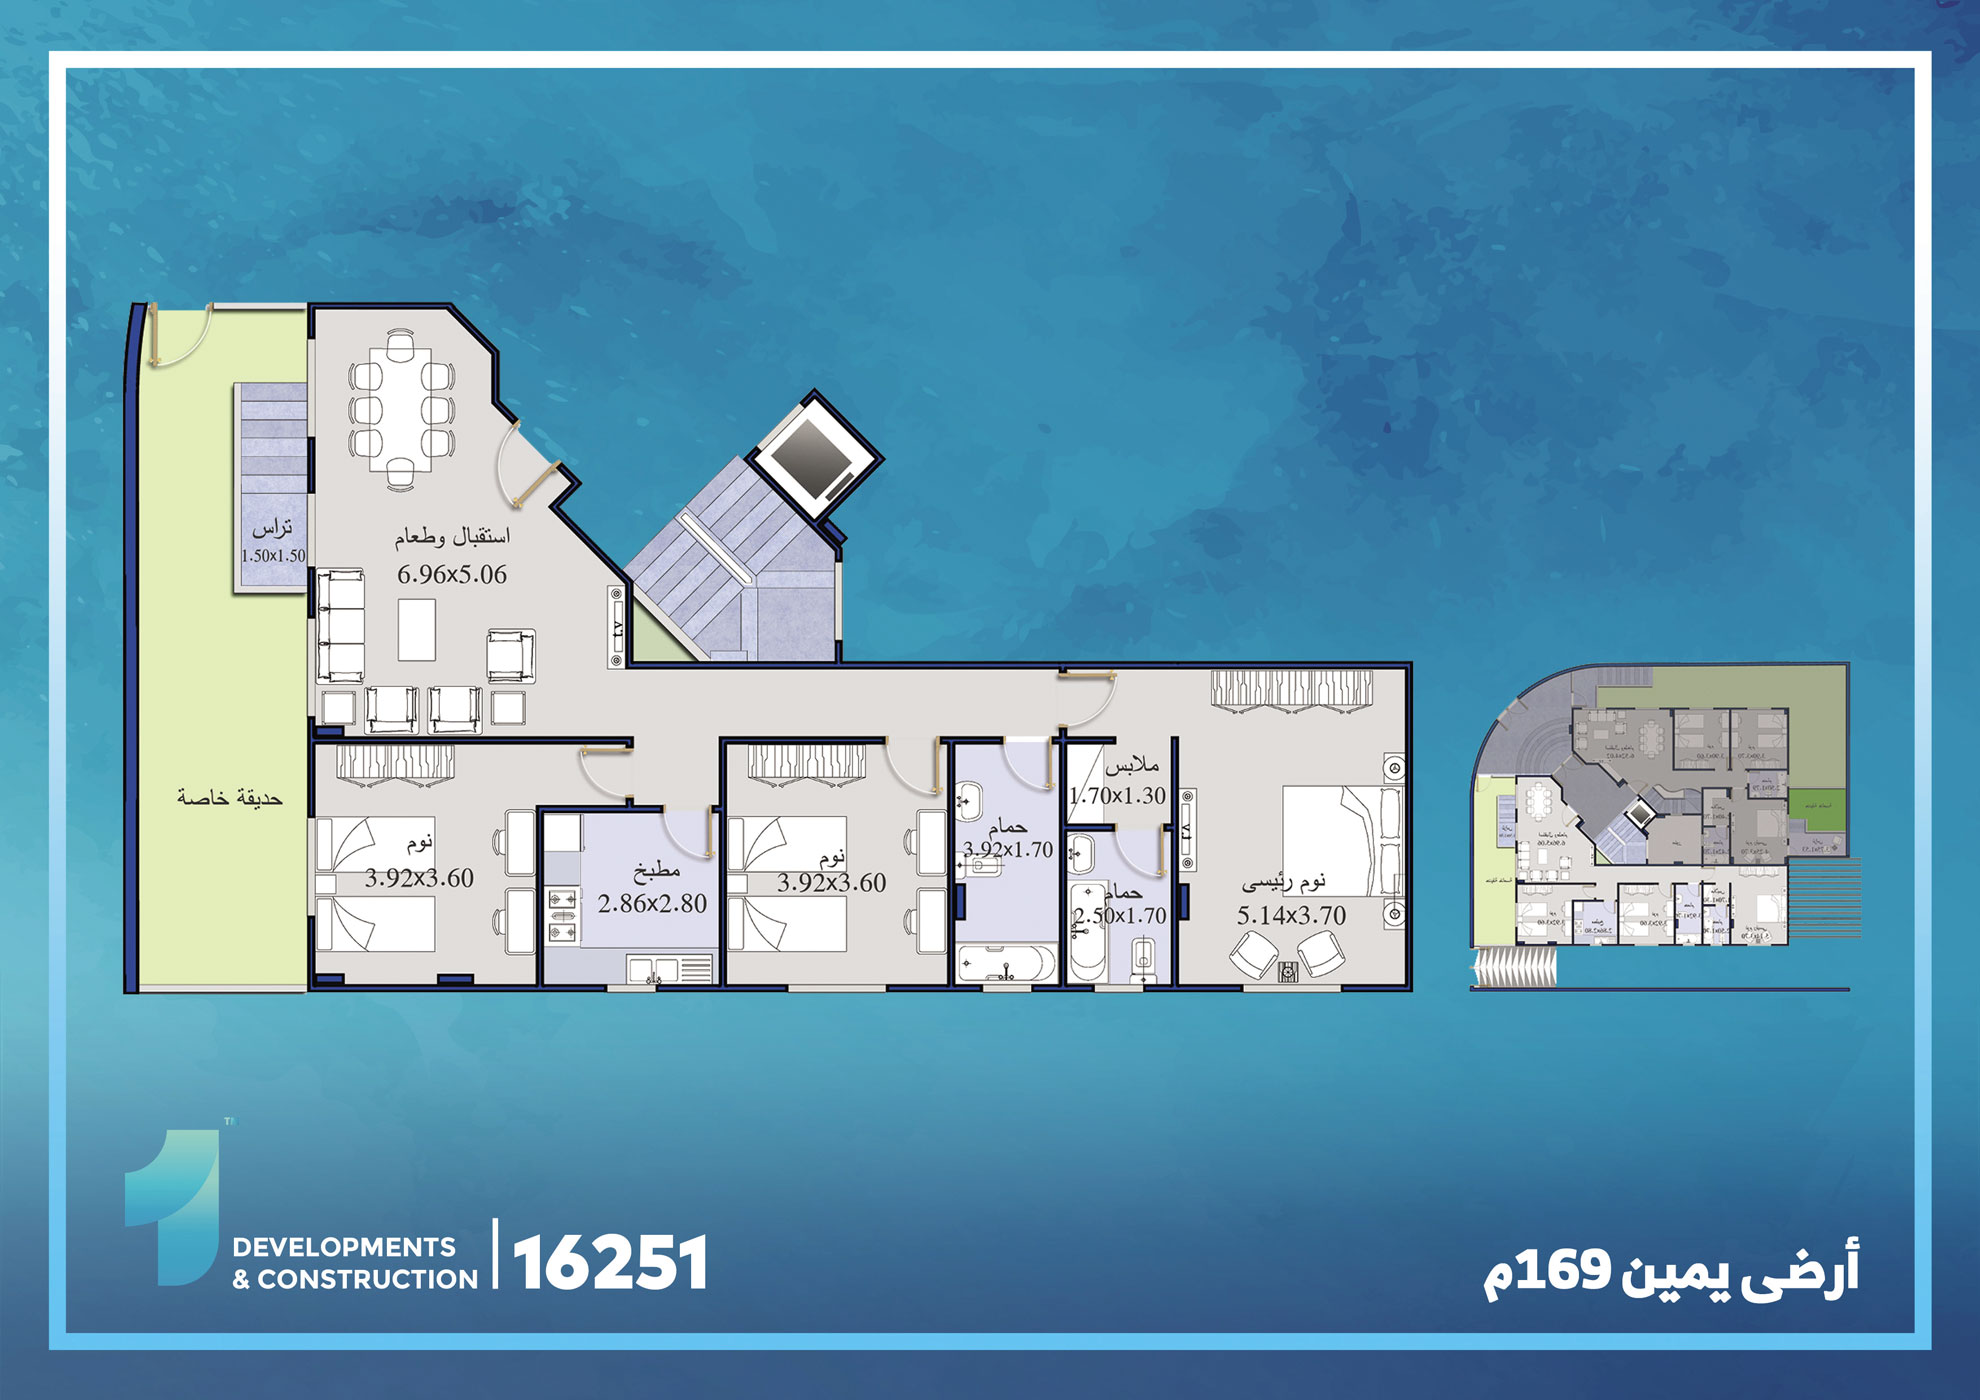 تراس
1.50x1.50
استقبال وطعام
6.96x5.06
t.v
حديقة خاصة
نوم
3.92x3.60
مطبخ
2.86x2.80
نوم
3.92x3.60
حمام
3.92x1.70
ملابس
1.70x1.30
حمام
2.50x1.70
t.v
نوم رئيسى
5.14x3.70
TM
DEVELOPMENTS
& CONSTRUCTION
16251
أرضى يمين 169م